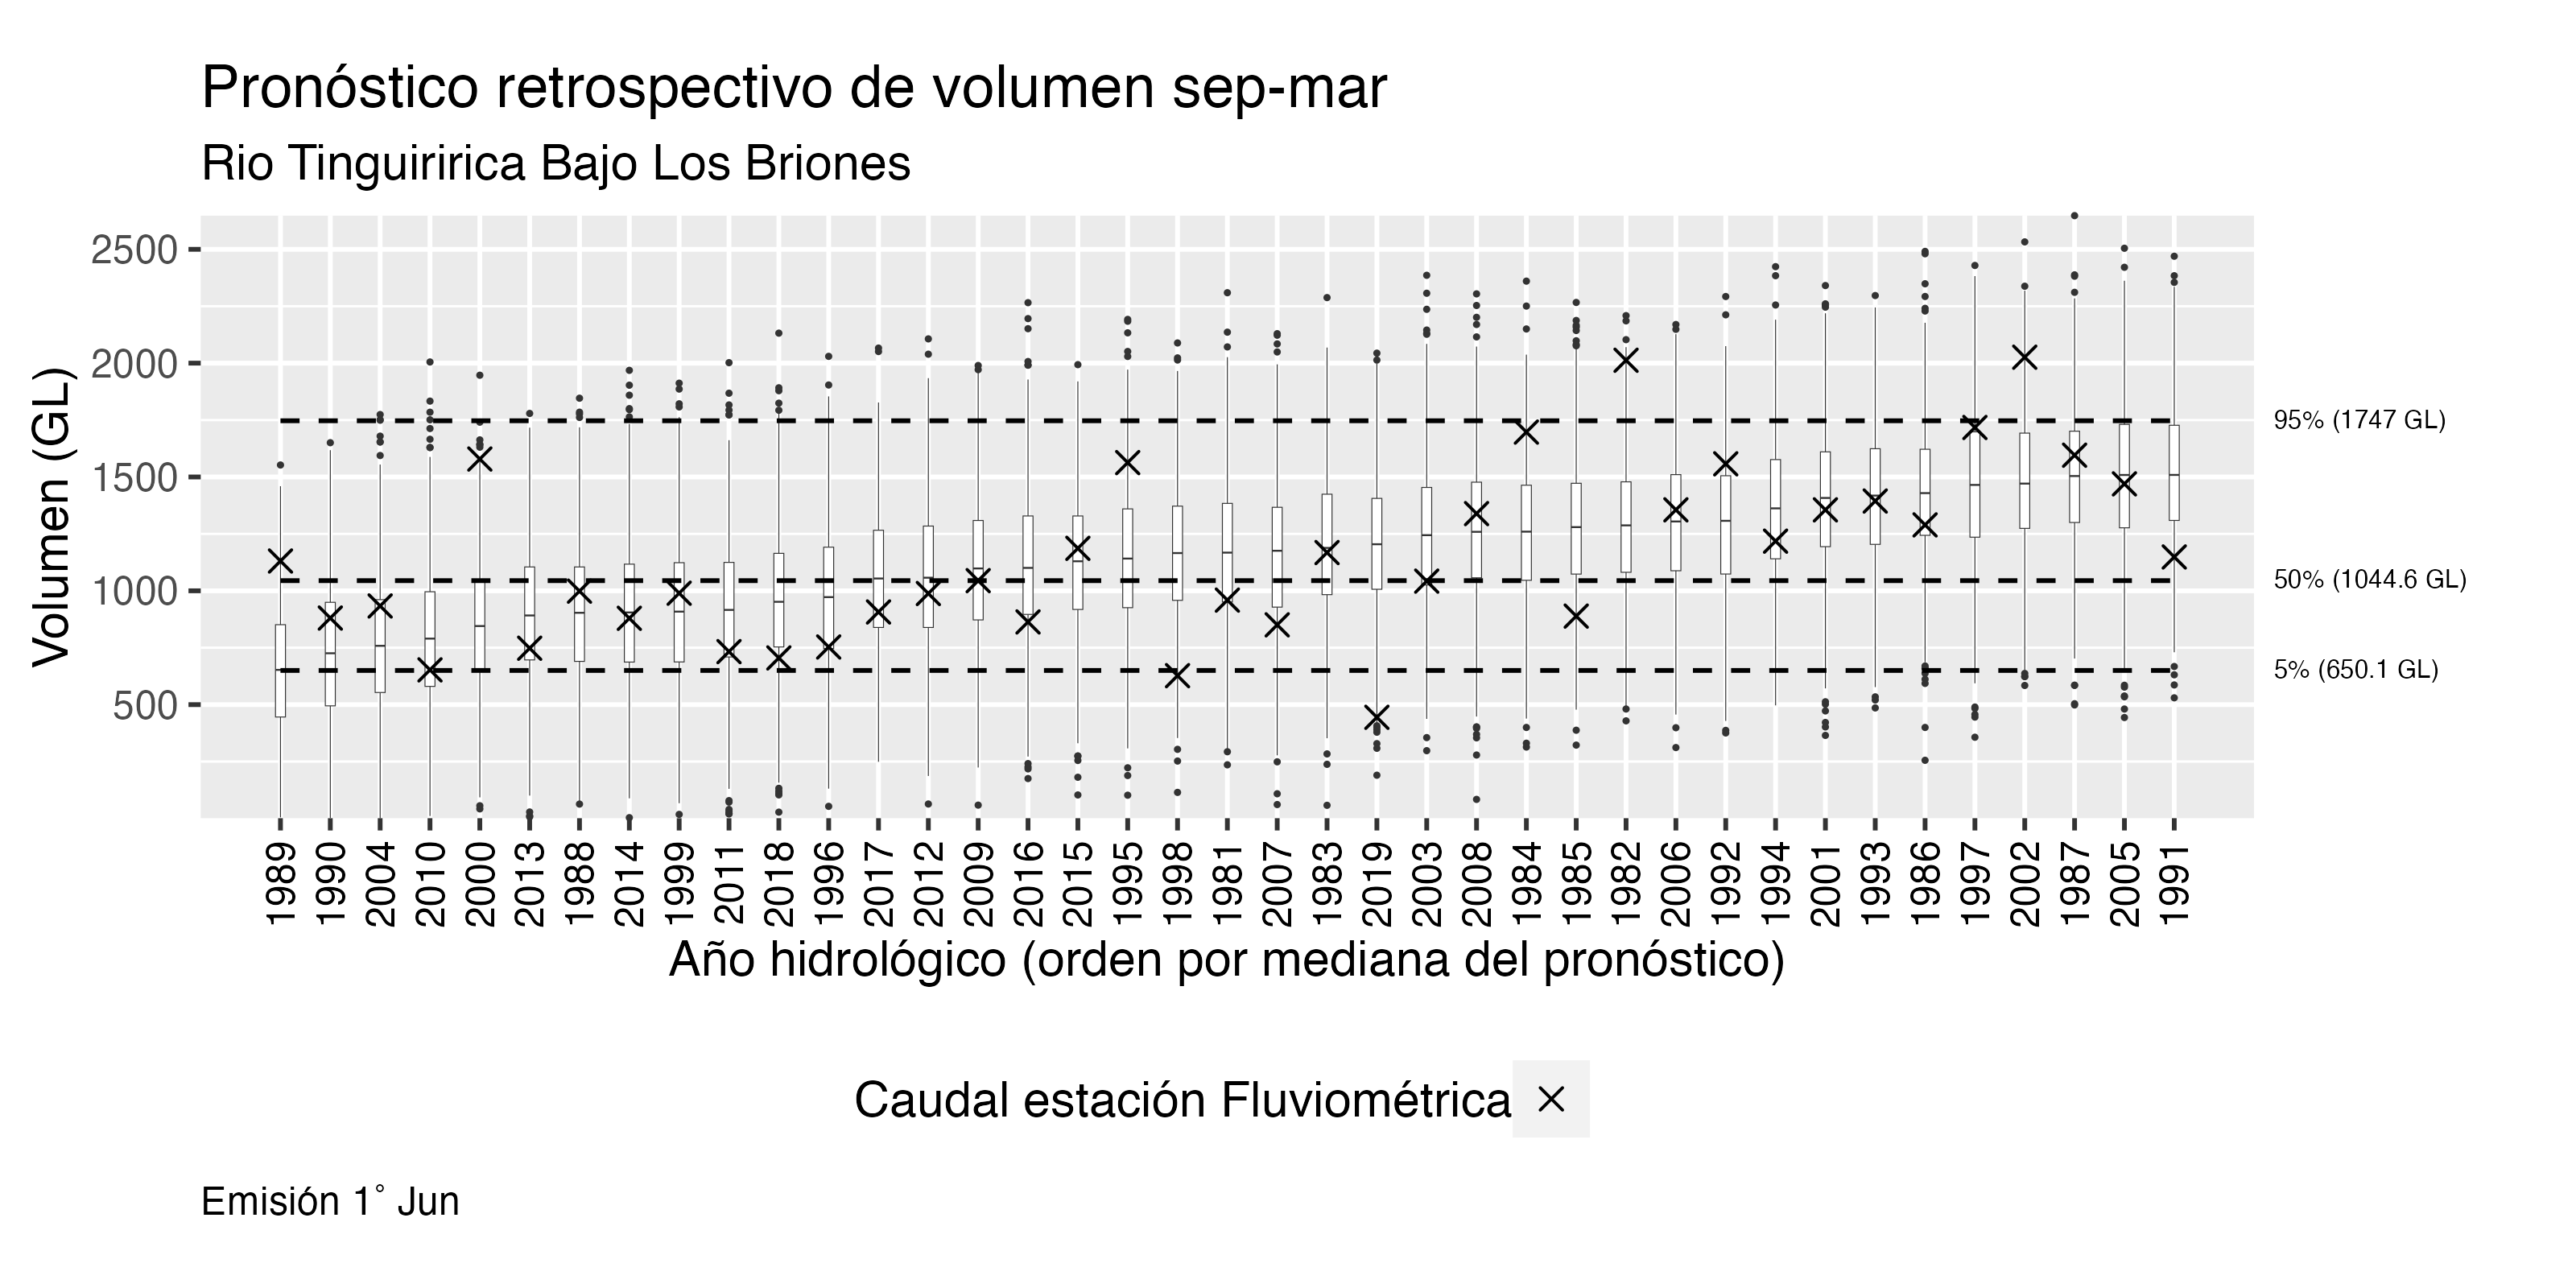 Pronóstico retrospectivo de volumen sep-mar
Rio Tinguiririca Bajo Los Briones
Volumen (GL)
2500
2000
1500
1000
500
95% (1747 GL)
50% (1044.6 GL)
5% (650.1 GL)
1989 1990 2004 2010 2000 2013 1988 2014 1999 2011 2018 1996 2017 2012 2009 2016 2015 1995 1998 1981 2007 1983 2019 2003 2008 1984 1985 1982 2006 1992 1994 2001 1993 1986 1997 2002 1987 2005 1991
Año hidrológico (orden por mediana del pronóstico)
Caudal estación Fluviométrica
Emisión 1° Jun